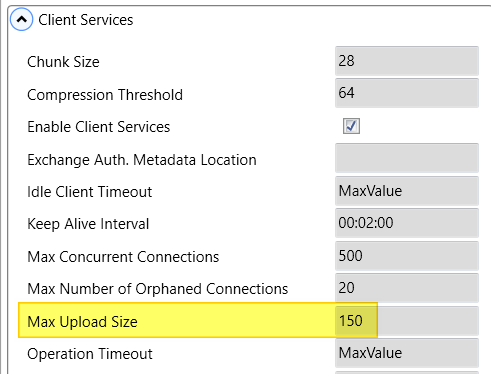 Client Services
Chunk Size 28
Compression Threshold 64
Enable Client Services
Exchange Auth. Metadata Location
Idle Client Timeout MaxValue
Keep Alive Interval 00:02:00
Max Concurrent Connections 500
Max Number of Orphaned Connections 20
Max Upload Size 150
Operation Timeout MaxValue